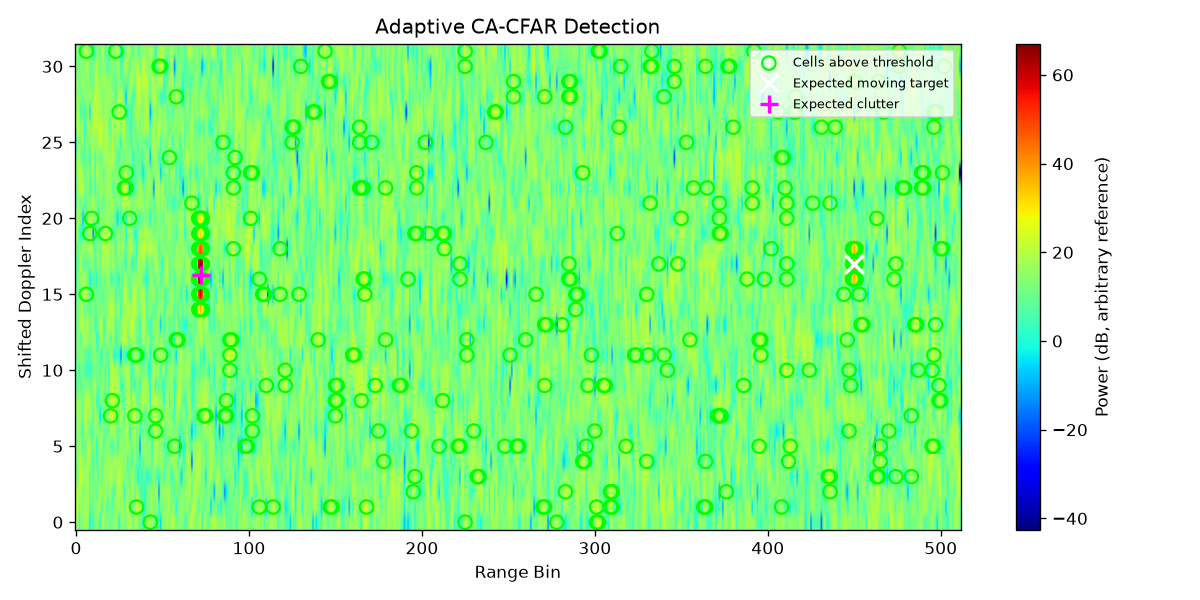 Adaptive CA-CFAR Detection
Cells above threshold
Expected moving target
Expected clutter
Shifted Doppler Index
30
25
20
15
10
5
0
0 100 200 300 400 500
Range Bin
60
40
20
0
−20
−40
Power (dB, arbitrary reference)